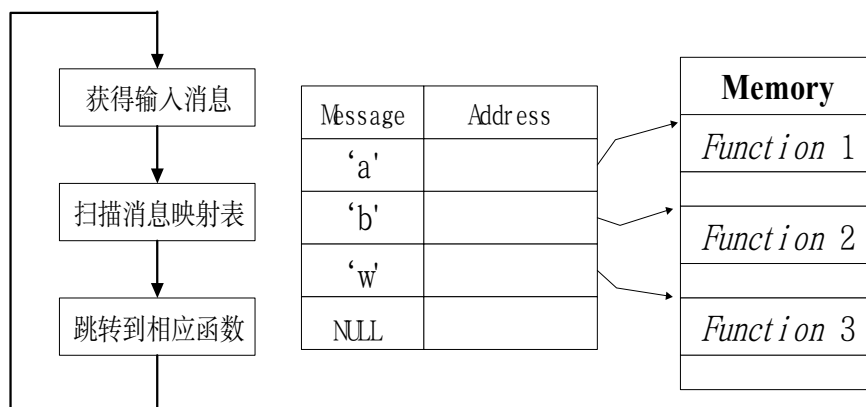 获得输入消息
扫描消息映射表
跳转到相应函数
Message Address
‘a'
‘b'
‘w'
NULL
Memory
Function 1
Function 2
Function 3